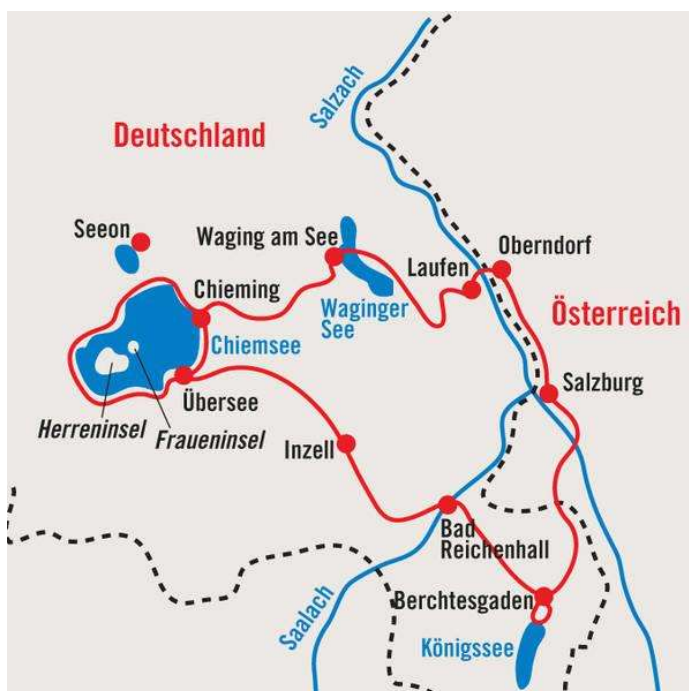 Salzach
Deutschland
Seeon
Waging am See
Oberndorf
Laufen
Chieming
Waginger
See
Österreich
Chiemsee
Salzburg
Übersee
Herreninsel
Fraueninsel
Inzell
Bad
Reichenhall
Berchtesgaden
Saalach
Königssee